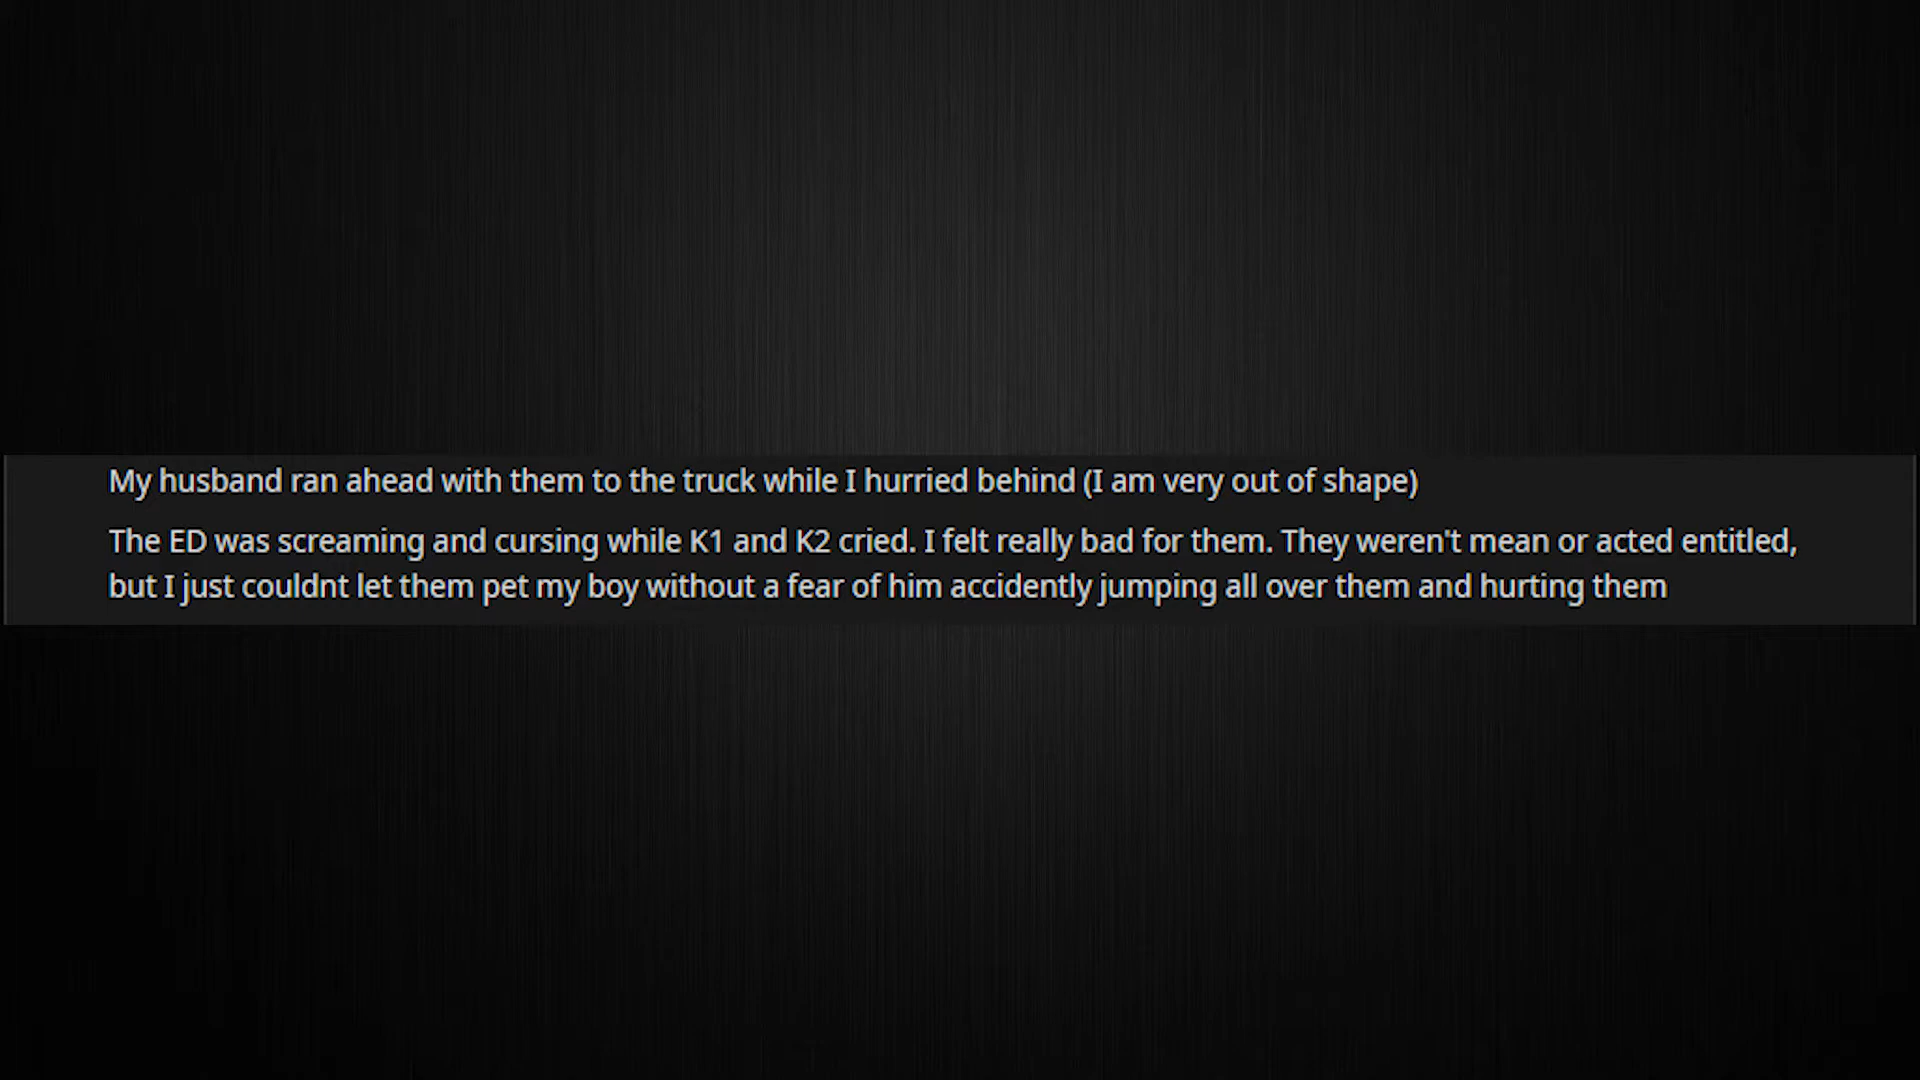 My husband ran ahead with them to the truck while I hurried behind (I am very out of shape)
The ED was screaming and cursing while K1 and K2 cried. I felt really bad for them. They weren't mean or acted entitled,
but I just couldnt let them pet my boy without a fear of him accidently jumping all over them and hurting them